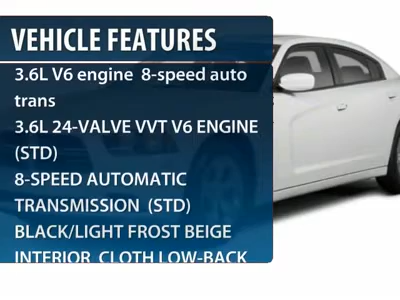 VEHICLE FEATURES
3.6L V6 engine 8-speed auto
trans
3.6L 24-VALVE VVT V6 ENGINE
(STD)
8-SPEED AUTOMATIC
TRANSMISSION (STD)
BLACK/LIGHT FROST BEIGE
INTERIOR CLOTH LOW-BACK